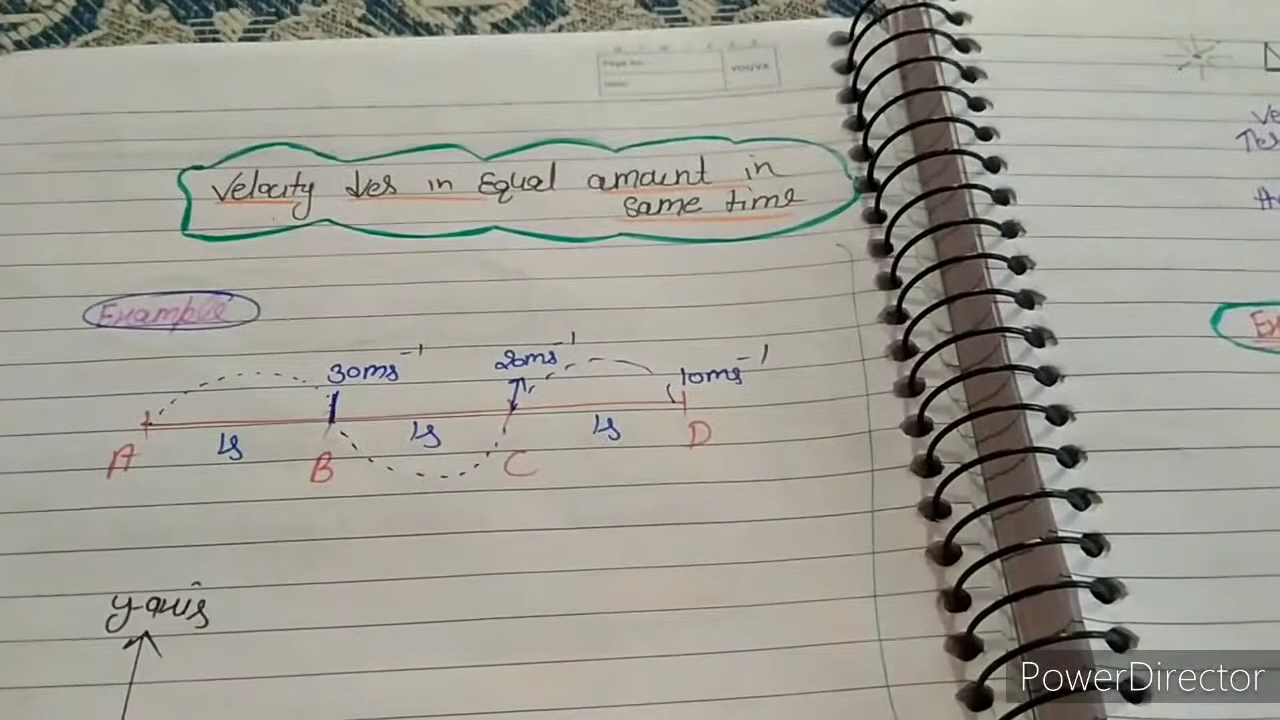 YOUVA
Velocity ↓es in Equal amount in
same time
Example
30ms⁻¹ 20ms⁻¹ 10ms⁻¹
1s 1s 1s
A B C D
y-axis
PowerDirector